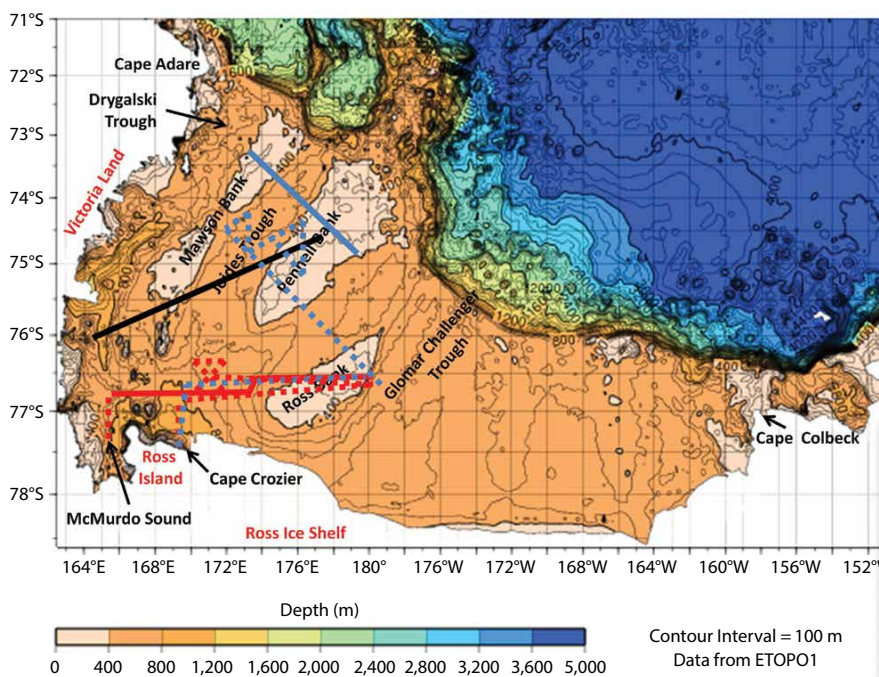 71°S
72°S
73°S
74°S
75°S
76°S
77°S
78°S
Cape Adare
Drygalski
Trough
Victoria Land
Mawson Bank
Joides Trough
Pennell Bank
Ross Bank
Glomar Challenger
Trough
Cape Colbeck
Ross
Island
Cape Crozier
McMurdo Sound
Ross Ice Shelf
164°E
168°E
172°E
176°E
180°
176°W
172°W
168°W
164°W
160°W
156°W
152°W
Depth (m)
0
400
800
1,200
1,600
2,000
2,400
2,800
3,200
3,600
5,000
Contour Interval = 100 m
Data from ETOPO1